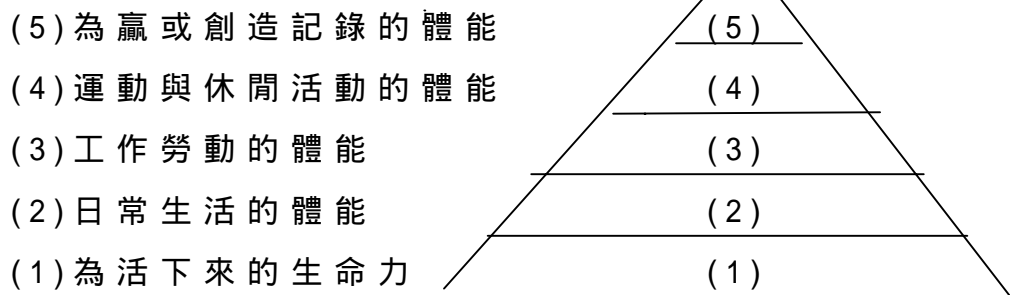 (5)為贏或創造記錄的體能 (5)
(4)運動與休閒活動的體能 (4)
(3)工作勞動的體能 (3)
(2)日常生活的體能 (2)
(1)為活下來的生命力 (1)